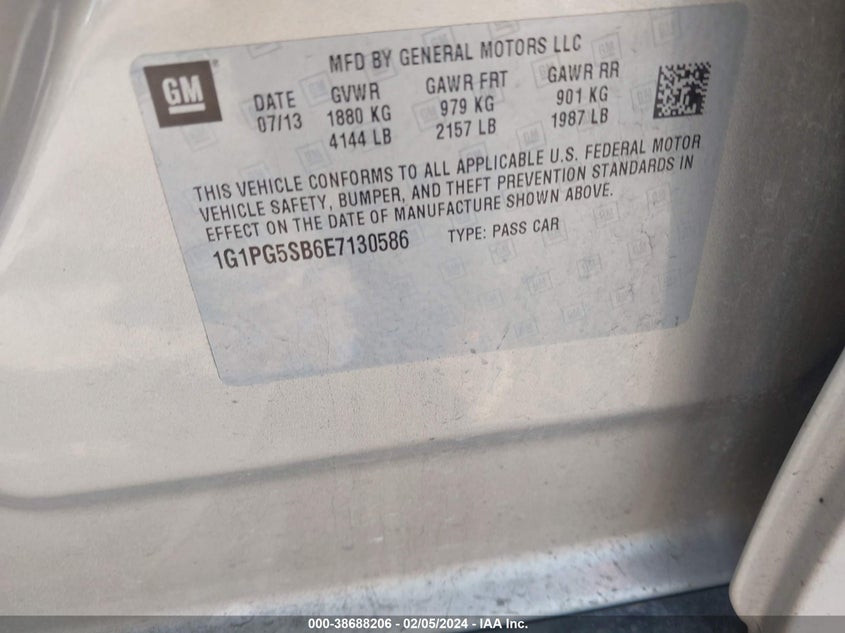 MFD BY GENERAL MOTORS LLC
GM
DATE GVWR GAWR FRT GAWR RR
07/13 1880 KG 979 KG 901 KG
4144 LB 2157 LB 1987 LB
THIS VEHICLE CONFORMS TO ALL APPLICABLE U.S. FEDERAL MOTOR
VEHICLE SAFETY, BUMPER, AND THEFT PREVENTION STANDARDS IN
EFFECT ON THE DATE OF MANUFACTURE SHOWN ABOVE.
1G1PG5SB6E7130586 TYPE: PASS CAR
000-38688206 - 02/05/2024 - IAA Inc.